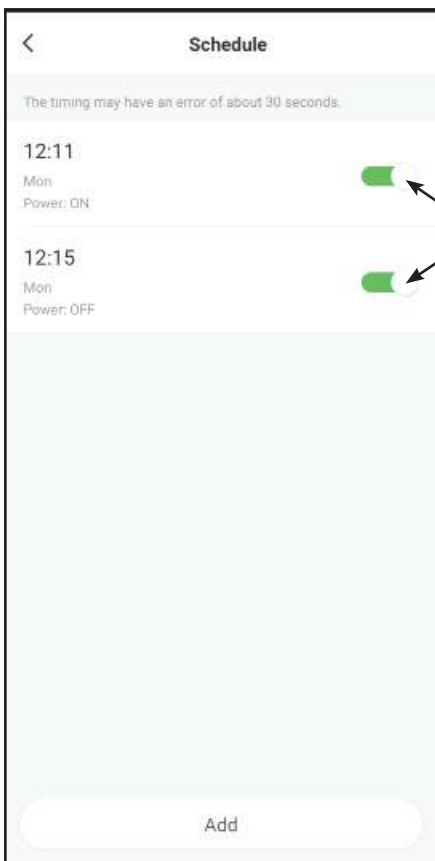 Schedule
The timing may have an error of about 30 seconds.
12:11
Mon
Power: ON
12:15
Mon
Power: OFF
Add